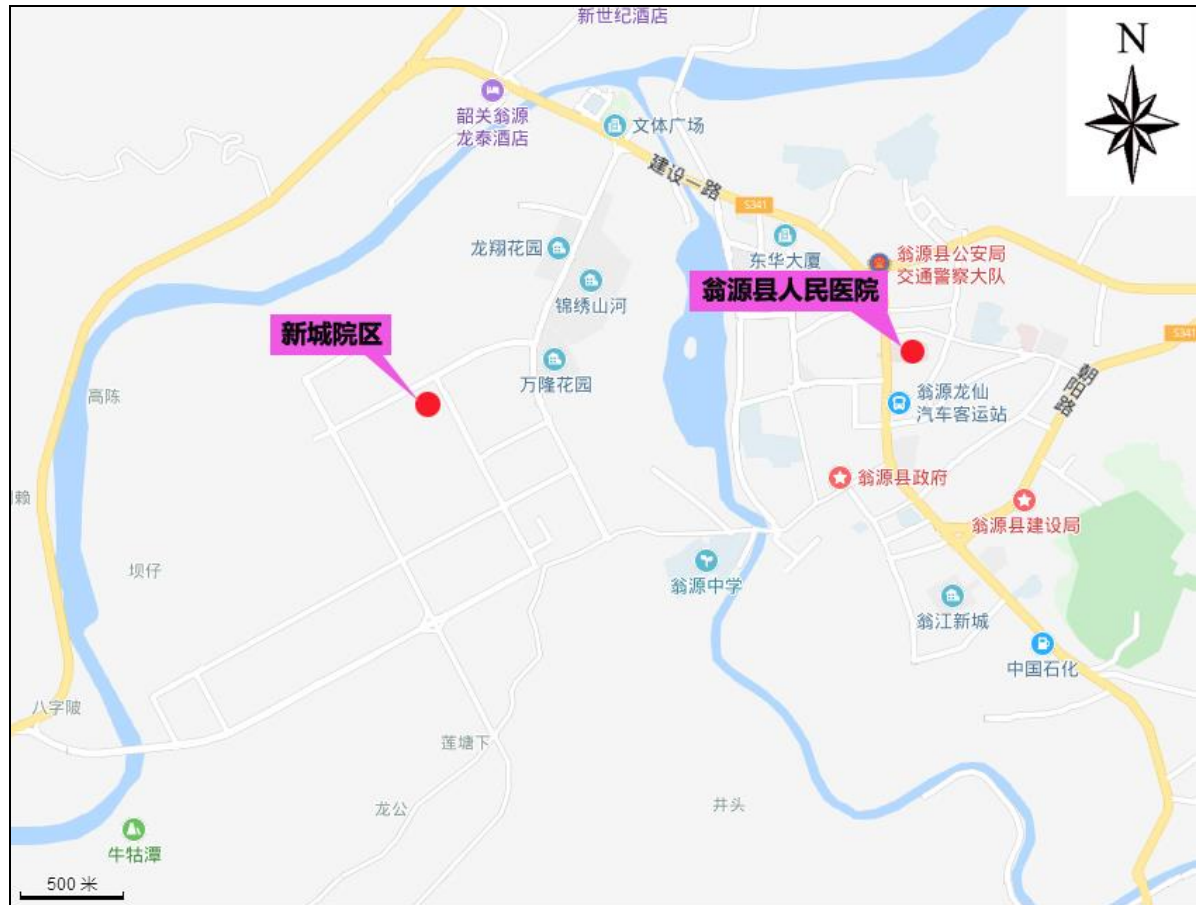 新世纪酒店
N
韶关翁源
龙泰酒店
文体广场
建设一路
S341
龙翔花园
东华大厦
翁源县公安局
交通警察大队
锦绣山河
翁源县人民医院
新城院区
S341
万隆花园
朝阳路
高陈
翁源龙仙
汽车客运站
翁源县政府
赖
翁源县建设局
坝仔
翁源中学
翁江新城
中国石化
八字陂
莲塘下
龙公
井头
牛牯潭
500 米